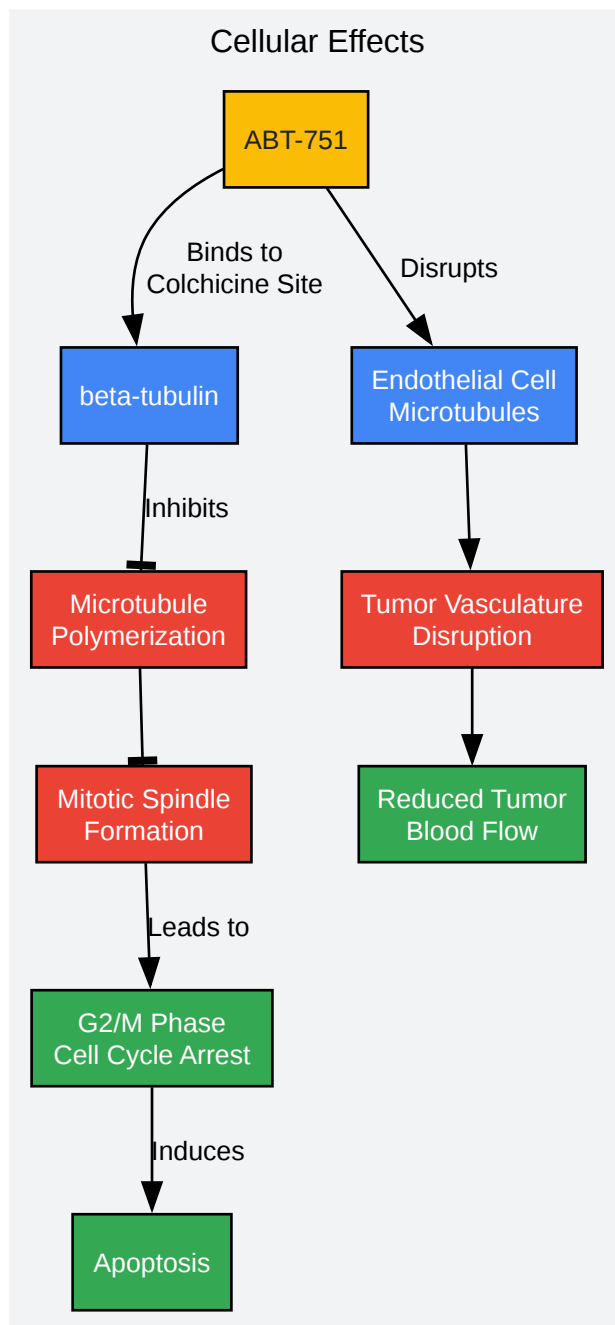 Cellular Effects
ABT-751
Binds to
Colchicine Site
Disrupts
beta-tubulin
Endothelial Cell
Microtubules
Inhibits
Microtubule
Polymerization
Tumor Vasculature
Disruption
Mitotic Spindle
Formation
Reduced Tumor
Blood Flow
Leads to
G2/M Phase
Cell Cycle Arrest
Induces
Apoptosis